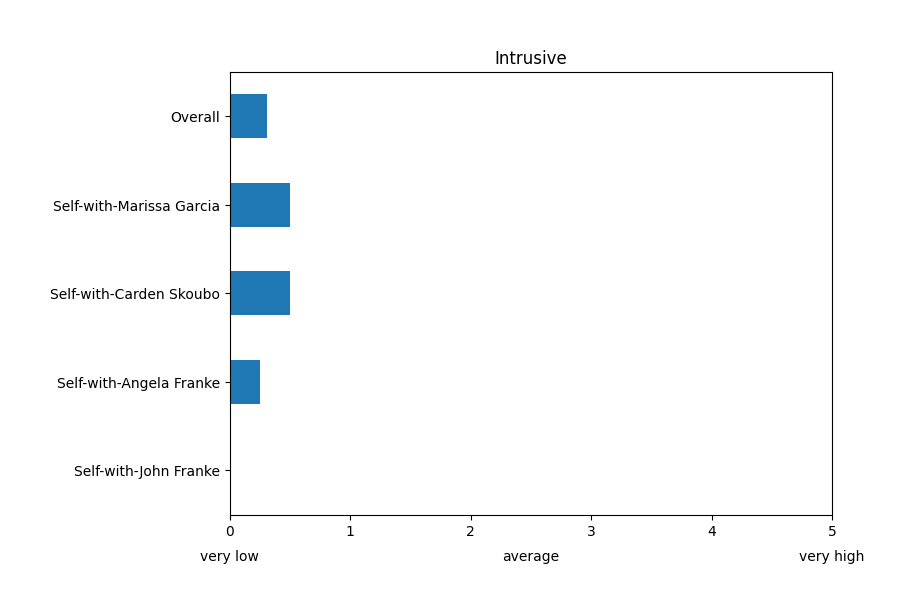 Intrusive
Overall
Self-with-Marissa Garcia
Self-with-Carden Skoubo
Self-with-Angela Franke
Self-with-John Franke
0 1 2 3 4 5
very low average very high